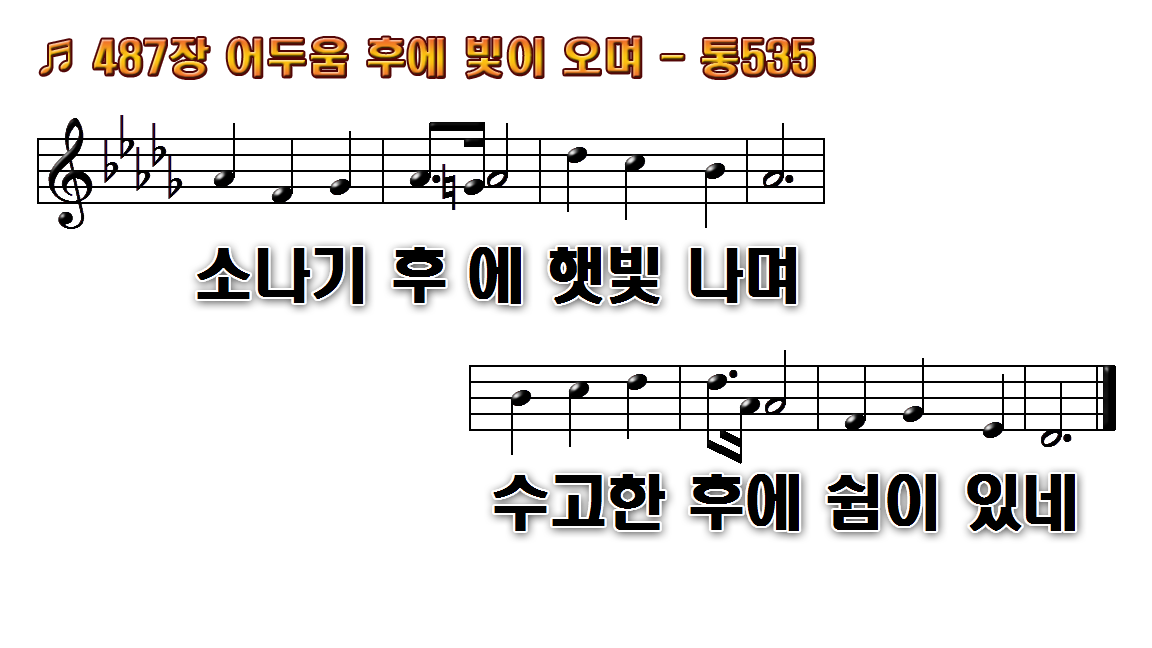 ♬ 487장 어두움 후에 빛이 오며 - 통535
소나기 후 에 햇빛 나며
수고한 후에 쉼이 있네